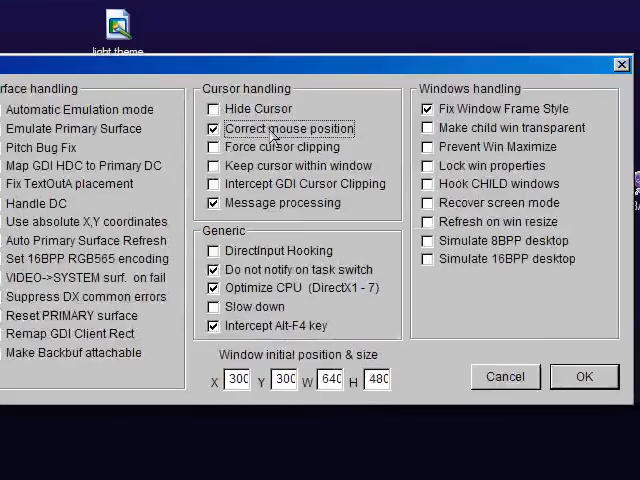 light theme
rface handling
Automatic Emulation mode
Emulate Primary Surface
Pitch Bug Fix
Map GDI HDC to Primary DC
Fix TextOutA placement
Handle DC
Use absolute X,Y coordinates
Auto Primary Surface Refresh
Set 16BPP RGB565 encoding
VIDEO->SYSTEM surf. on fail
Suppress DX common errors
Reset PRIMARY surface
Remap GDI Client Rect
Make Backbuf attachable
Cursor handling
Hide Cursor
Correct mouse position
Force cursor clipping
Keep cursor within window
Intercept GDI Cursor Clipping
Message processing
Generic
DirectInput Hooking
Do not notify on task switch
Optimize CPU (DirectX1 - 7)
Slow down
Intercept Alt-F4 key
Window initial position & size
X 300 Y 300 W 640 H 480
Windows handling
Fix Window Frame Style
Make child win transparent
Prevent Win Maximize
Lock win properties
Hook CHILD windows
Recover screen mode
Refresh on win resize
Simulate 8BPP desktop
Simulate 16BPP desktop
Cancel OK